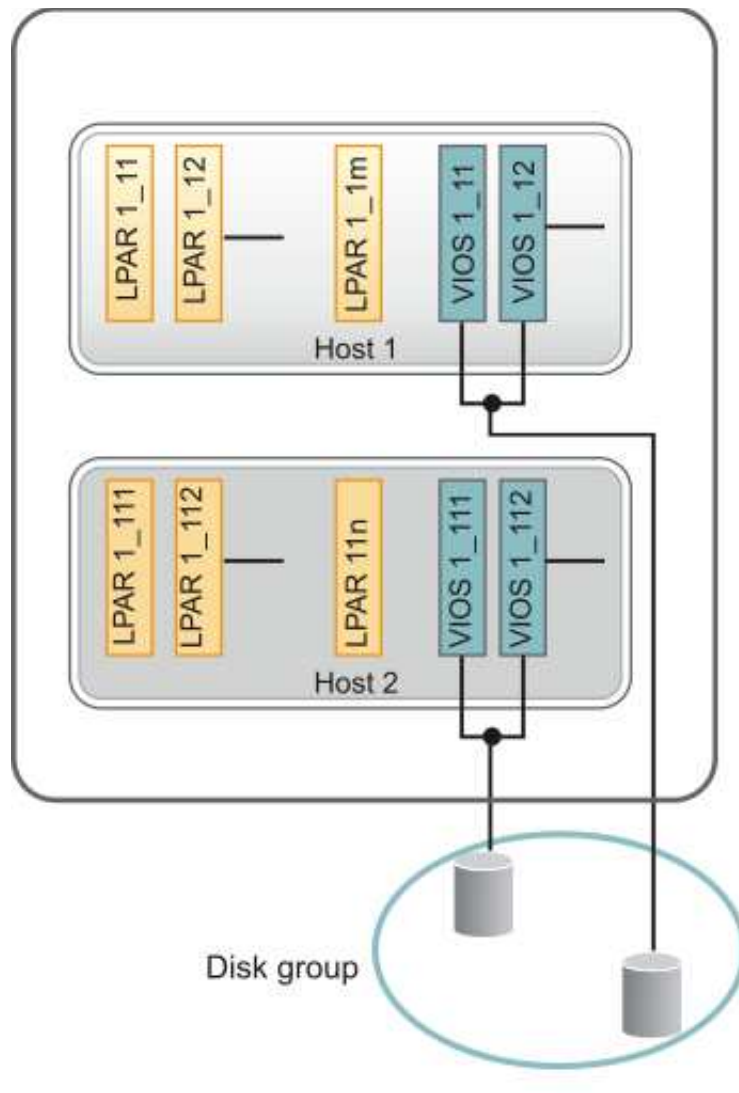 LPAR 1_11
LPAR 1_12
LPAR 1_1m
VIOS 1_11
VIOS 1_12
Host 1
LPAR 1_111
LPAR 1_112
LPAR 11n
VIOS 1_111
VIOS 1_112
Host 2
Disk group